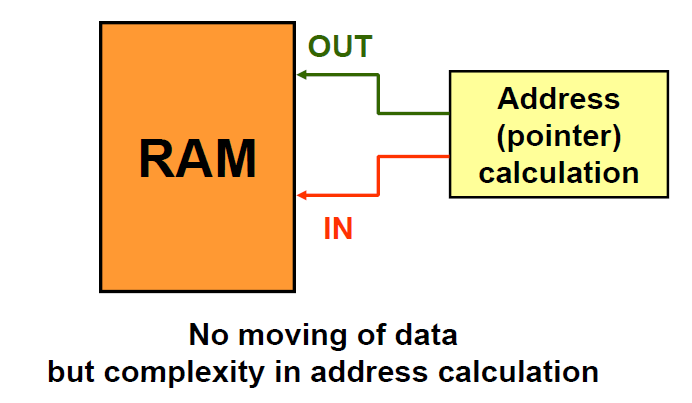 OUT
RAM
Address
(pointer)
calculation
IN
No moving of data
but complexity in address calculation